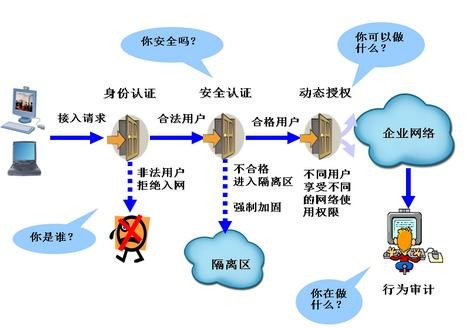 你安全吗？
你可以做
什么？
身份认证
安全认证
动态授权
接入请求
合法用户
合格用户
企业网络
非法用户
拒绝入网
不合格
进入隔离区
强制加固
不同用户
享受不同
的网络使
用权限
你是谁？
隔离区
你在做
什么？
行为审计